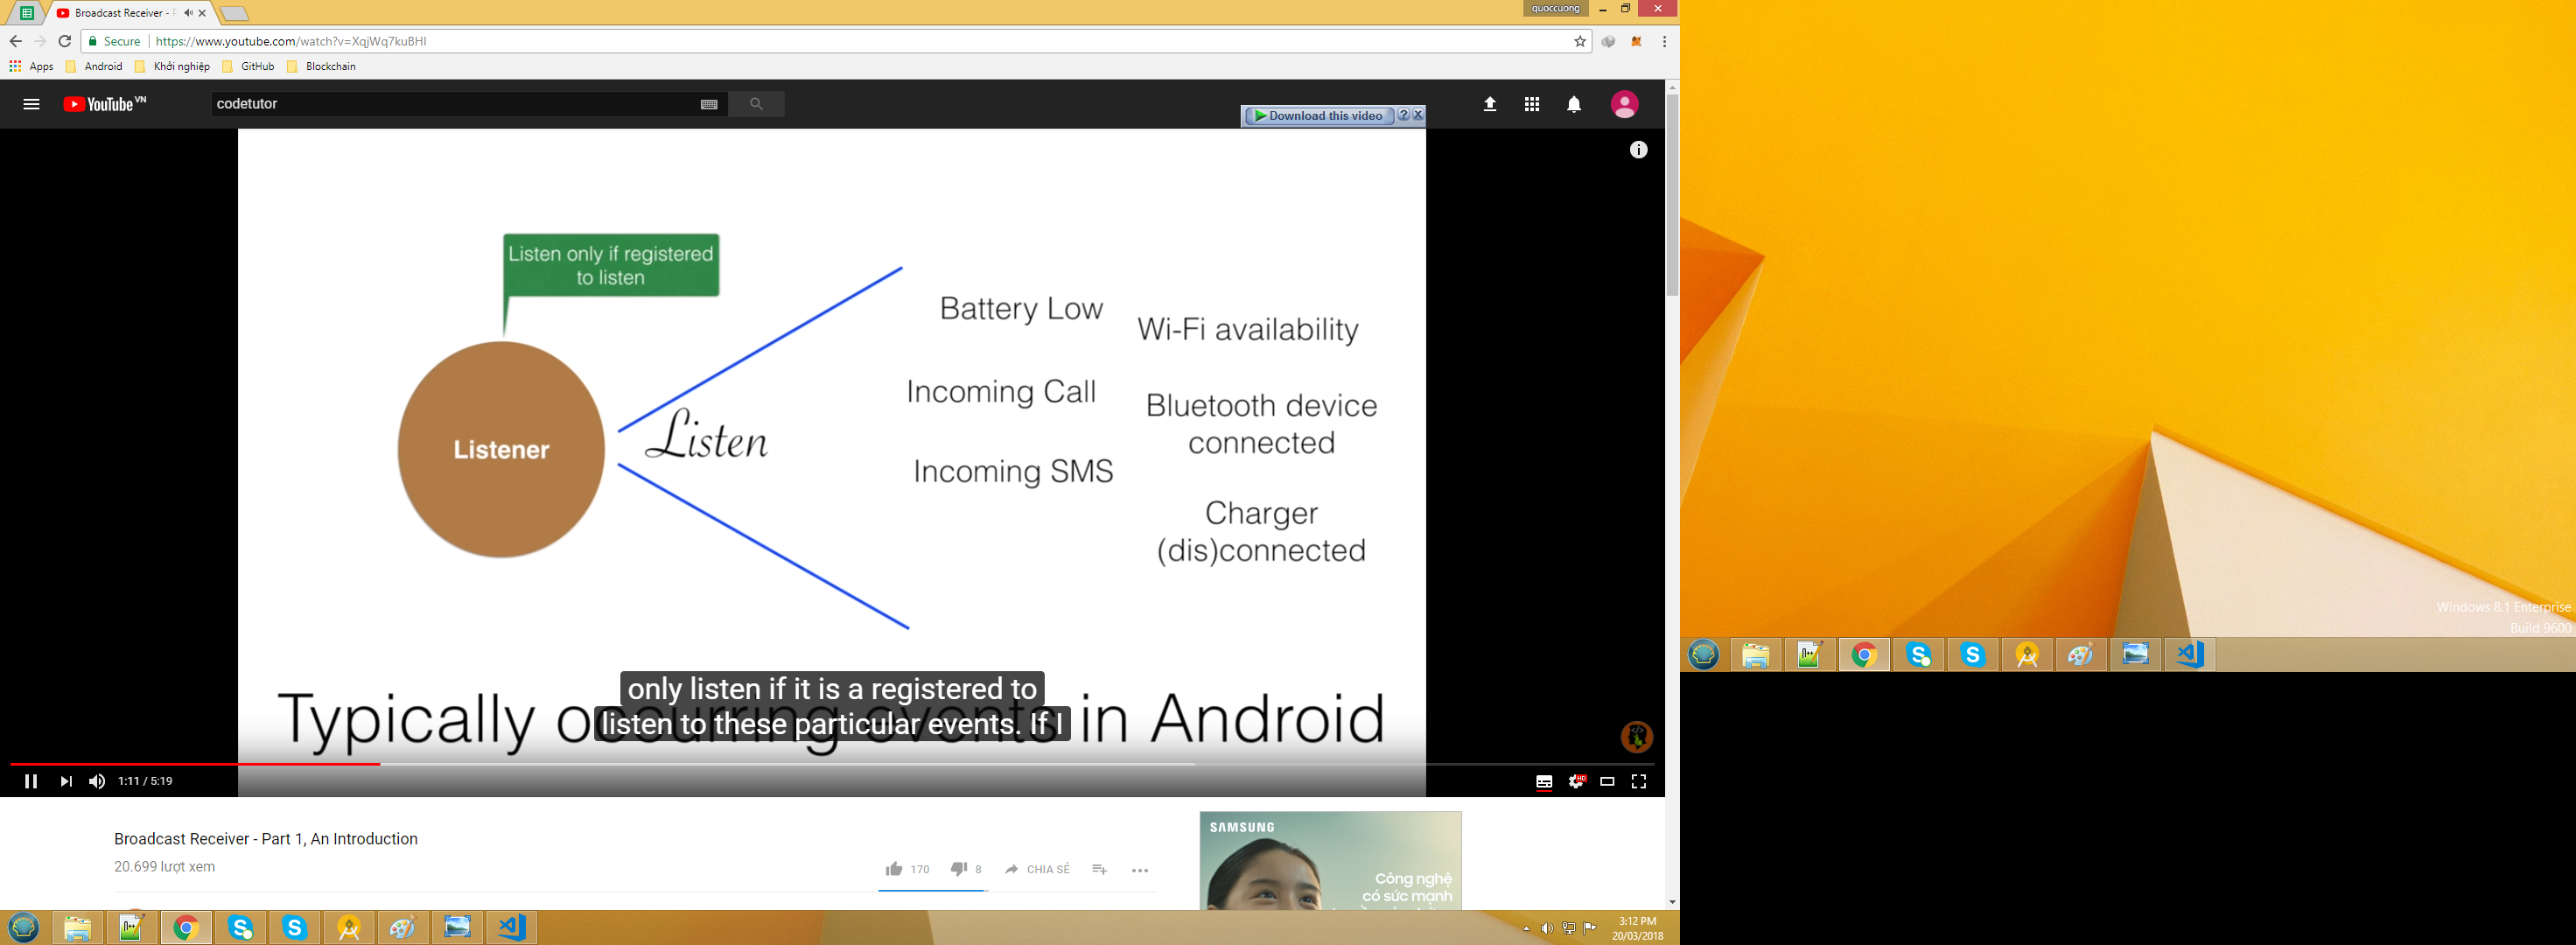 Broadcast Receiver - P
quoccuong
Secure
https://www.youtube.com/watch?v=XqjWq7kuBHI
Apps
Android
Khởi nghiệp
GitHub
Blockchain
YouTube VN
codetutor
Download this video
?
Listen only if registered
to listen
Listener
Listen
Battery Low
Wi-Fi availability
Incoming Call
Bluetooth device
connected
Incoming SMS
Charger
(dis)connected
Typically occurring events in Android
only listen if it is a registered to
listen to these particular events. If I
1:11 / 5:19
HD
Broadcast Receiver - Part 1, An Introduction
20.699 lượt xem
170
8
CHIA SẺ
SAMSUNG
Công nghệ
có sức mạnh
3:12 PM
20/03/2018
Windows 8.1 Enterprise
Build 9600